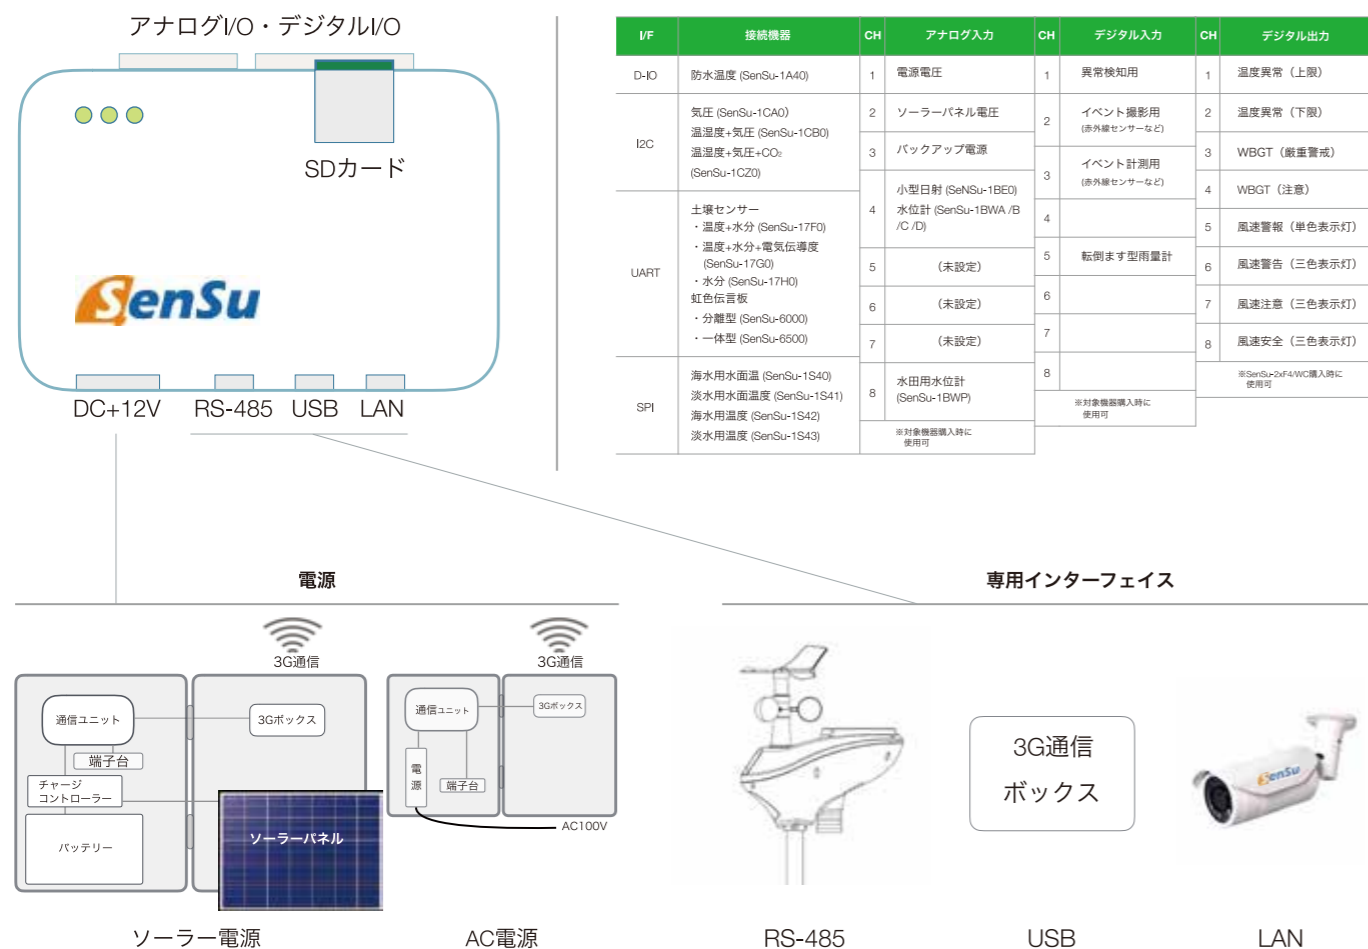 アナログI/O・デジタルI/O
SDカード
SenSu
DC+12V
RS-485
USB
LAN
I/F
接続機器
CH
アナログ入力
CH
デジタル入力
CH
デジタル出力
D-IO
防水温度 (SenSu-1A40)
I2C
気圧 (SenSu-1CA0)
温湿度+気圧 (SenSu-1CB0)
温湿度+気圧+CO₂
(SenSu-1CZ0)
UART
土壌センサー
・温度+水分 (SenSu-17F0)
・温度+水分+電気伝導度
(SenSu-17G0)
・水分 (SenSu-17H0)
虹色伝言板
・分離型 (SenSu-6000)
・一体型 (SenSu-6500)
SPI
海水用水面温 (SenSu-1S40)
淡水用水面温度 (SenSu-1S41)
海水用温度 (SenSu-1S42)
淡水用温度 (SenSu-1S43)
1 電源電圧
2 ソーラーパネル電圧
3 バックアップ電源
4 小型日射 (SeNSu-1BE0)
水位計 (SenSu-1BWA /B
/C /D)
5 (未設定)
6 (未設定)
7 (未設定)
8 水田用水位計
(SenSu-1BWP)
※対象機器購入時に
使用可
1 異常検知用
2 イベント撮影用
(赤外線センサーなど)
3 イベント計測用
(赤外線センサーなど)
4
5 転倒ます型雨量計
6
7
8
※対象機器購入時に
使用可
1 温度異常（上限）
2 温度異常（下限）
3 WBGT（厳重警戒）
4 WBGT（注意）
5 風速警報（単色表示灯）
6 風速警告（三色表示灯）
7 風速注意（三色表示灯）
8 風速安全（三色表示灯）
※SenSu-2xF4/WC購入時に
使用可
電源
3G通信
通信ユニット
3Gボックス
端子台
チャージ
コントローラー
バッテリー
ソーラーパネル
ソーラー電源
3G通信
通信ユニット
3Gボックス
電源
端子台
AC100V
AC電源
専用インターフェイス
RS-485
3G通信
ボックス
USB
SenSu
LAN